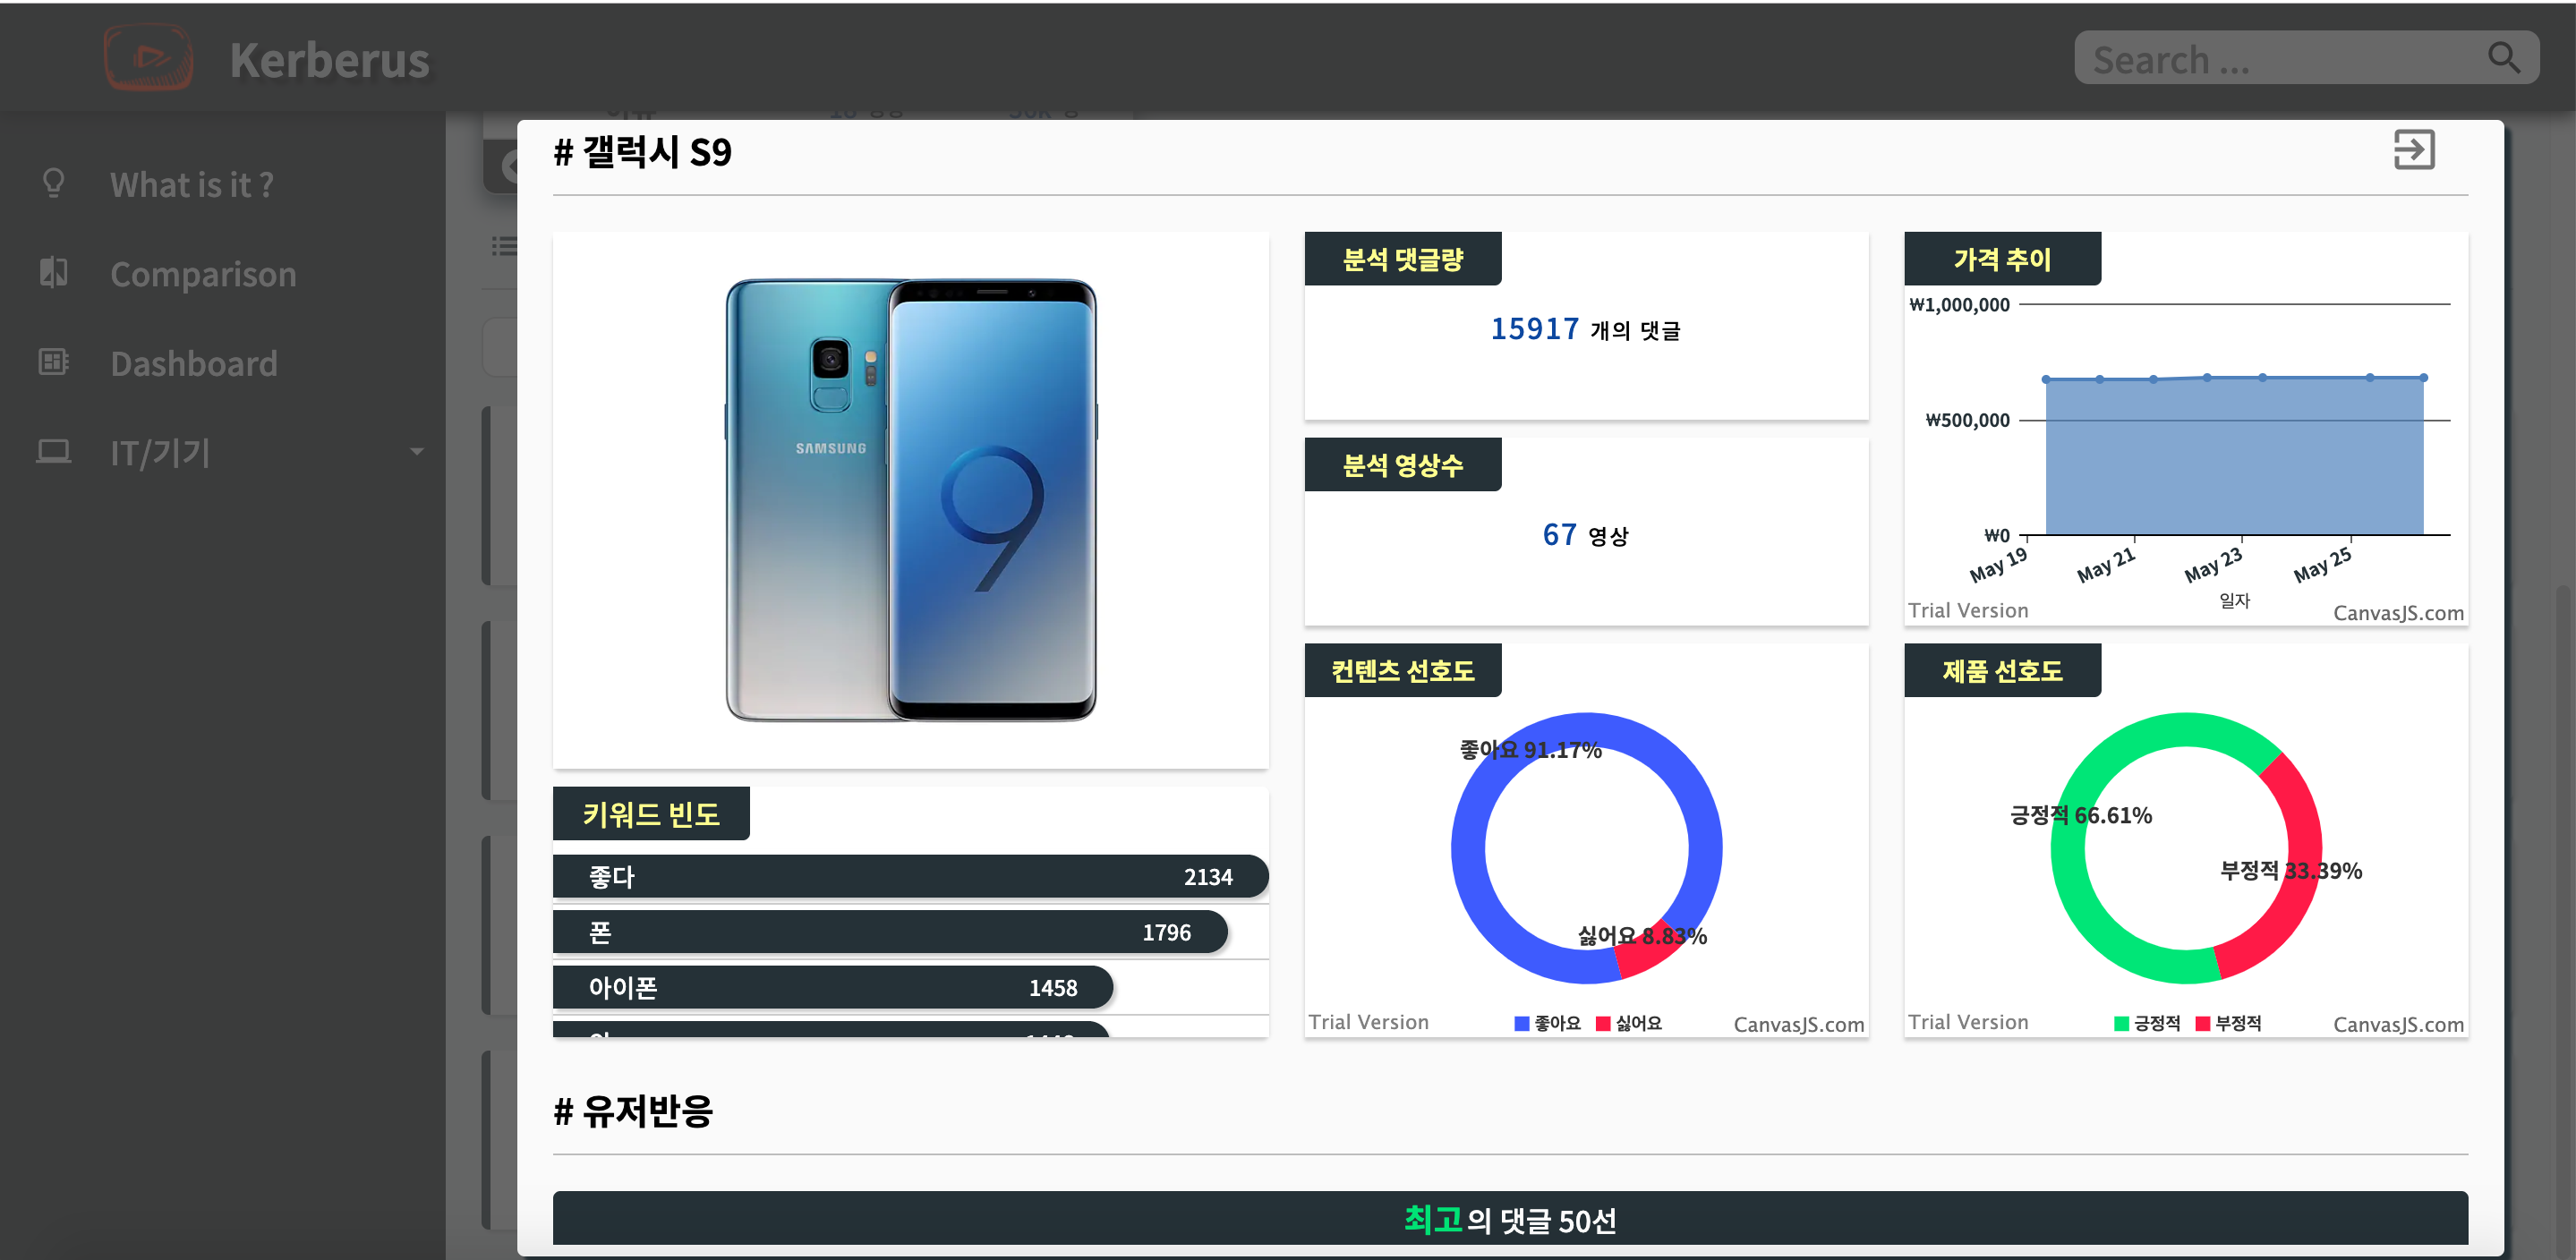 Kerberus
Search ...
What is it ?
Comparison
Dashboard
IT/기기
# 갤럭시 S9
SAMSUNG
9
키워드 빈도
좋다 2134
폰 1796
아이폰 1458
분석 댓글량
15917 개의 댓글
분석 영상수
67 영상
가격 추이
₩1,000,000
₩500,000
₩0
May 19 May 21 May 23 May 25
일자
Trial Version CanvasJS.com
컨텐츠 선호도
좋아요 91.17%
싫어요 8.83%
좋아요 싫어요
Trial Version CanvasJS.com
제품 선호도
긍정적 66.61%
부정적 33.39%
긍정적 부정적
Trial Version CanvasJS.com
# 유저반응
최고의 댓글 50선